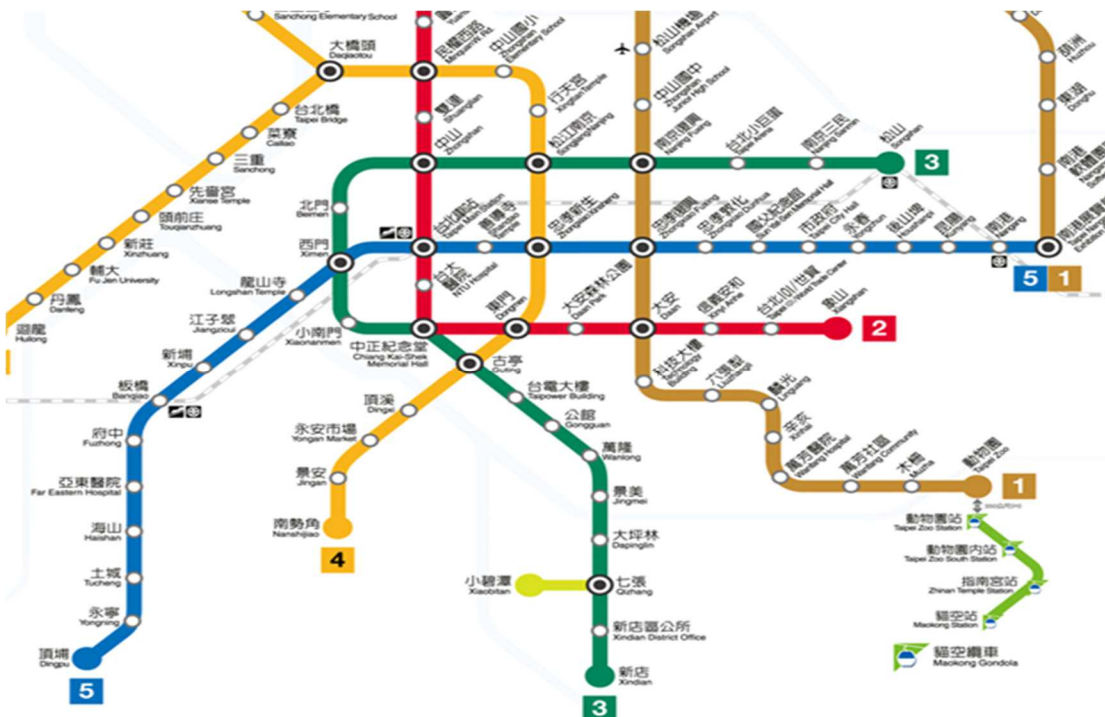 Sanchong Elementary School
大橋頭
Daqiaotou
民權西路
Minquan W. Rd.
中山國小
Zhongshan
Elementary School
松山機場
Songshan Airport
葫洲
Huzhou
台北橋
Taipei Bridge
雙連
Shuanglian
行天宮
Xingtian Temple
中山國中
Zhongshan
Junior High School
東湖
Donghu
菜寮
Cailiao
三重
Sanchong
中山
Zhongshan
松江南京
Songjiang Nanjing
南京復興
Nanjing Fuxing
台北小巨蛋
Taipei Arena
南京三民
Nanjing Sanmin
松山
Songshan
3
南港
軟體園區
Nangang
先嗇宮
Xianse Temple
頭前庄
Touqianzhuang
北門
Beimen
西門
Ximen
台北車站
Taipei Main Station
善導寺
Shandao
Temple
忠孝新生
Zhongxiao Xinsheng
忠孝復興
Zhongxiao Fuxing
忠孝敦化
Zhongxiao Dunhua
國父紀念館
Sun Yat-Sen Memorial Hall
市政府
Taipei City Hall
永春
Yongchun
後山埤
Houshanpi
昆陽
Kunyang
南港
Nangang
南港展覽館
Taipei Nangang
5
1
新莊
Xinzhuang
輔大
Fu Jen University
丹鳳
Danfeng
迴龍
Huilong
龍山寺
Longshan Temple
江子翠
Jiangzicui
新埔
Xinpu
板橋
Banqiao
台大
醫院
NTU Hospital
小南門
Xiaonanmen
中正紀念堂
Chiang Kai-Shek
Memorial Hall
東門
Dongmen
大安森林公園
Daan Park
大安
Daan
信義安和
Xinyi Anhe
台北101/世貿
Taipei 101/World Trade Center
象山
Xiangshan
2
古亭
Guting
台電大樓
Taipower Building
公館
Gongguan
萬隆
Wanlong
景美
Jingmei
大坪林
Dapinglin
七張
Qizhang
小碧潭
Xiaobitan
新店區公所
Xindian District Office
新店
Xindian
3
頂溪
Dingxi
永安市場
Yongan Market
景安
Jingan
南勢角
Nanshijiao
4
科技大樓
Technology
Building
六張犁
Liuzhangli
麟光
Linguang
辛亥
Xinhai
萬芳醫院
Wanfang Hospital
萬芳社區
Wanfang Community
木柵
Muzha
動物園
Taipei Zoo
1
府中
Fuzhong
亞東醫院
Far Eastern Hospital
海山
Haishan
土城
Tucheng
永寧
Yongning
頂埔
Dingpu
5
動物園站
Taipei Zoo Station
動物園內站
Taipei Zoo South Station
指南宮站
Zhinan Temple Station
貓空站
Maokong Station
貓空纜車
Maokong Gondola